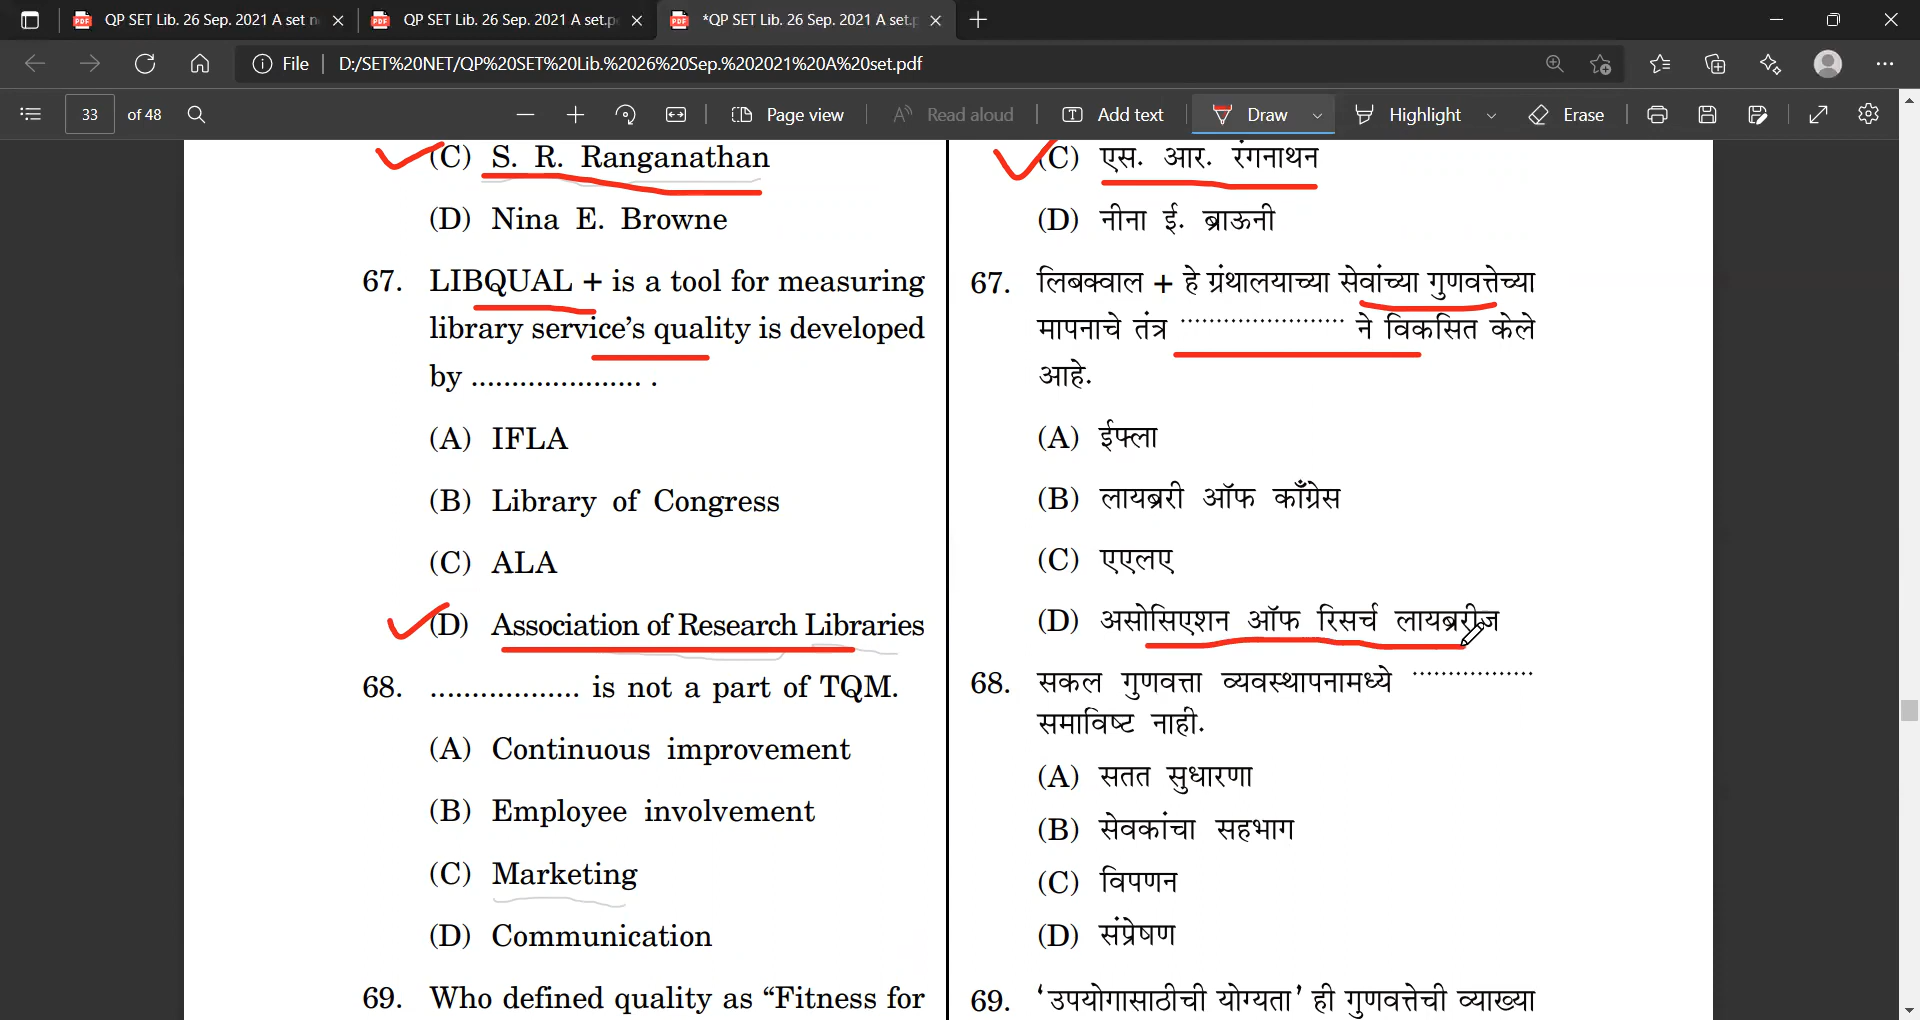 QP SET Lib. 26 Sep. 2021 A set n
QP SET Lib. 26 Sep. 2021 A set.p
*QP SET Lib. 26 Sep. 2021 A set.p
File
D:/SET%20NET/QP%20SET%20Lib.%2026%20Sep.%202021%20A%20set.pdf
33 of 48
Page view
Read aloud
Add text
Draw
Highlight
Erase
(C) S. R. Ranganathan
(D) Nina E. Browne
67. LIBQUAL + is a tool for measuring
library service's quality is developed
by ..................... .
(A) IFLA
(B) Library of Congress
(C) ALA
(D) Association of Research Libraries
68. .................. is not a part of TQM.
(A) Continuous improvement
(B) Employee involvement
(C) Marketing
(D) Communication
69. Who defined quality as “Fitness for
(C) एस. आर. रंगनाथन
(D) नीना ई. ब्राऊनी
67. लिबक्वाल + हे ग्रंथालयाच्या सेवांच्या गुणवत्तेच्या
मापनाचे तंत्र ....................... ने विकसित केले
आहे.
(A) ईफ्ला
(B) लायब्ररी ऑफ काँग्रेस
(C) एएलए
(D) असोसिएशन ऑफ रिसर्च लायब्ररीज
68. सकल गुणवत्ता व्यवस्थापनामध्ये .................
समाविष्ट नाही.
(A) सतत सुधारणा
(B) सेवकांचा सहभाग
(C) विपणन
(D) संप्रेषण
69. ‘उपयोगासाठीची योग्यता’ ही गुणवत्तेची व्याख्या